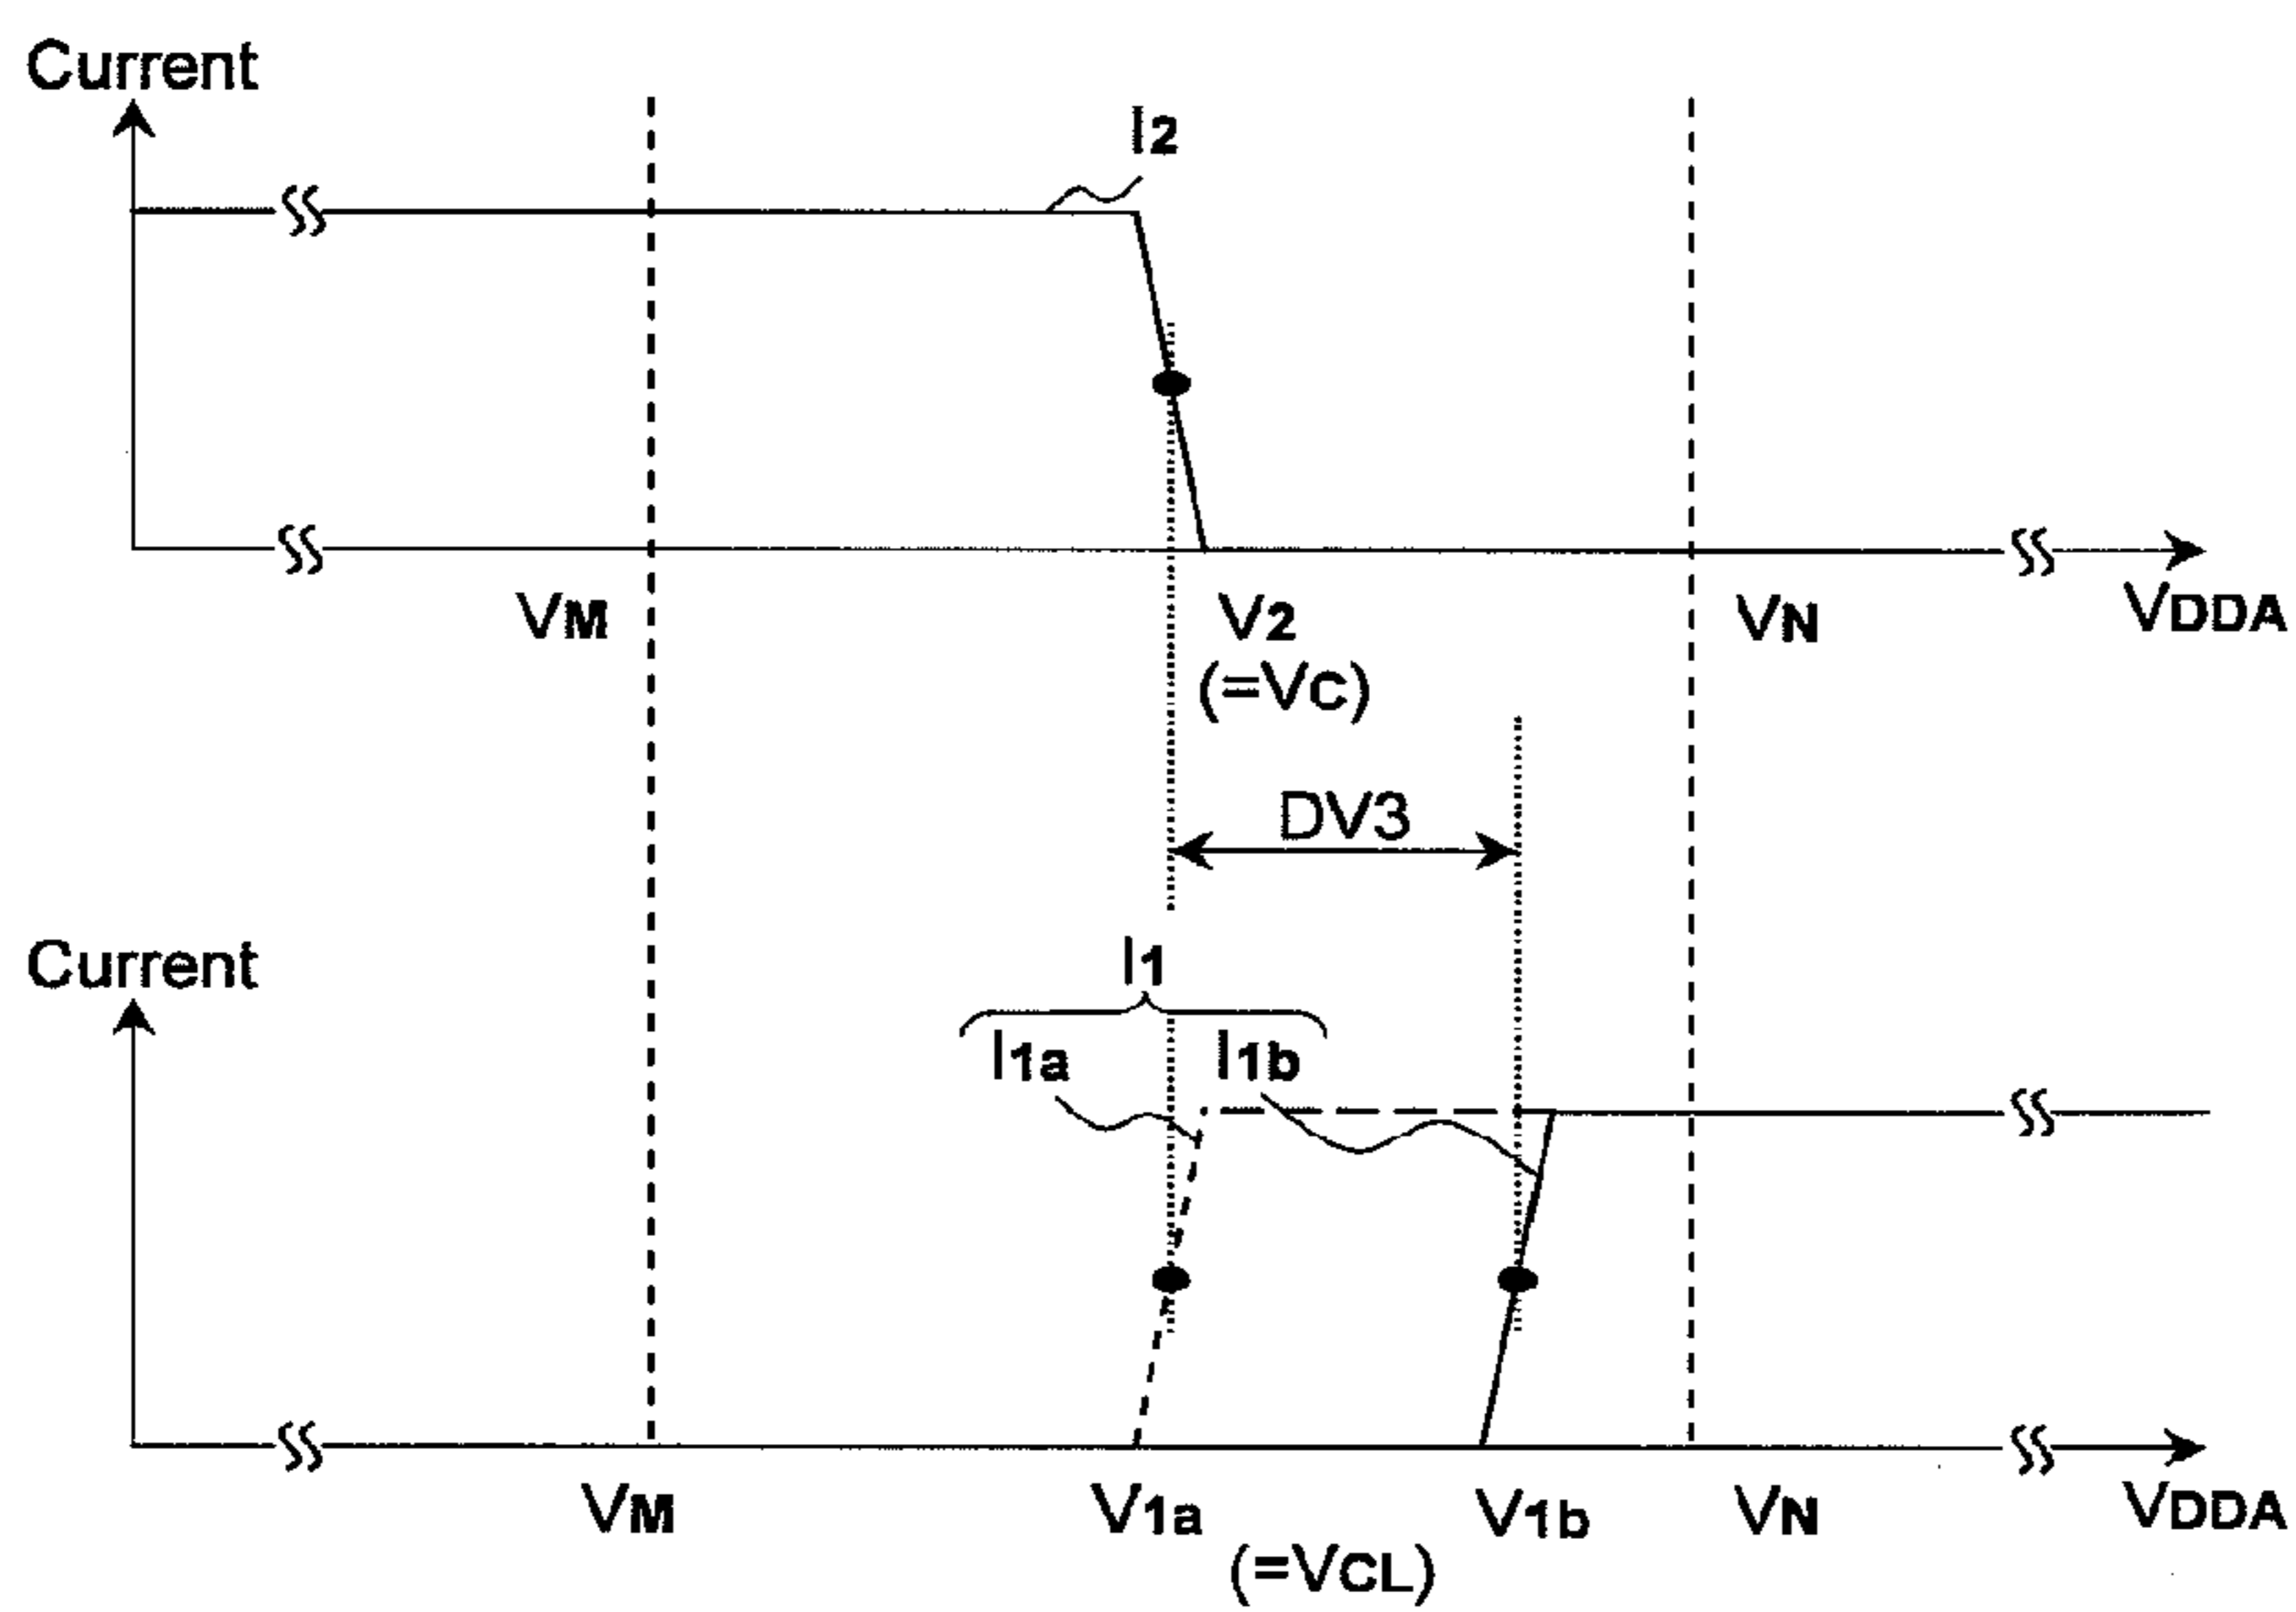 Current
I2
VM V2 VN VDDA
(=VC)
DV3
Current
I1
I1a I1b
VM V1a V1b VN VDDA
(=VCL)